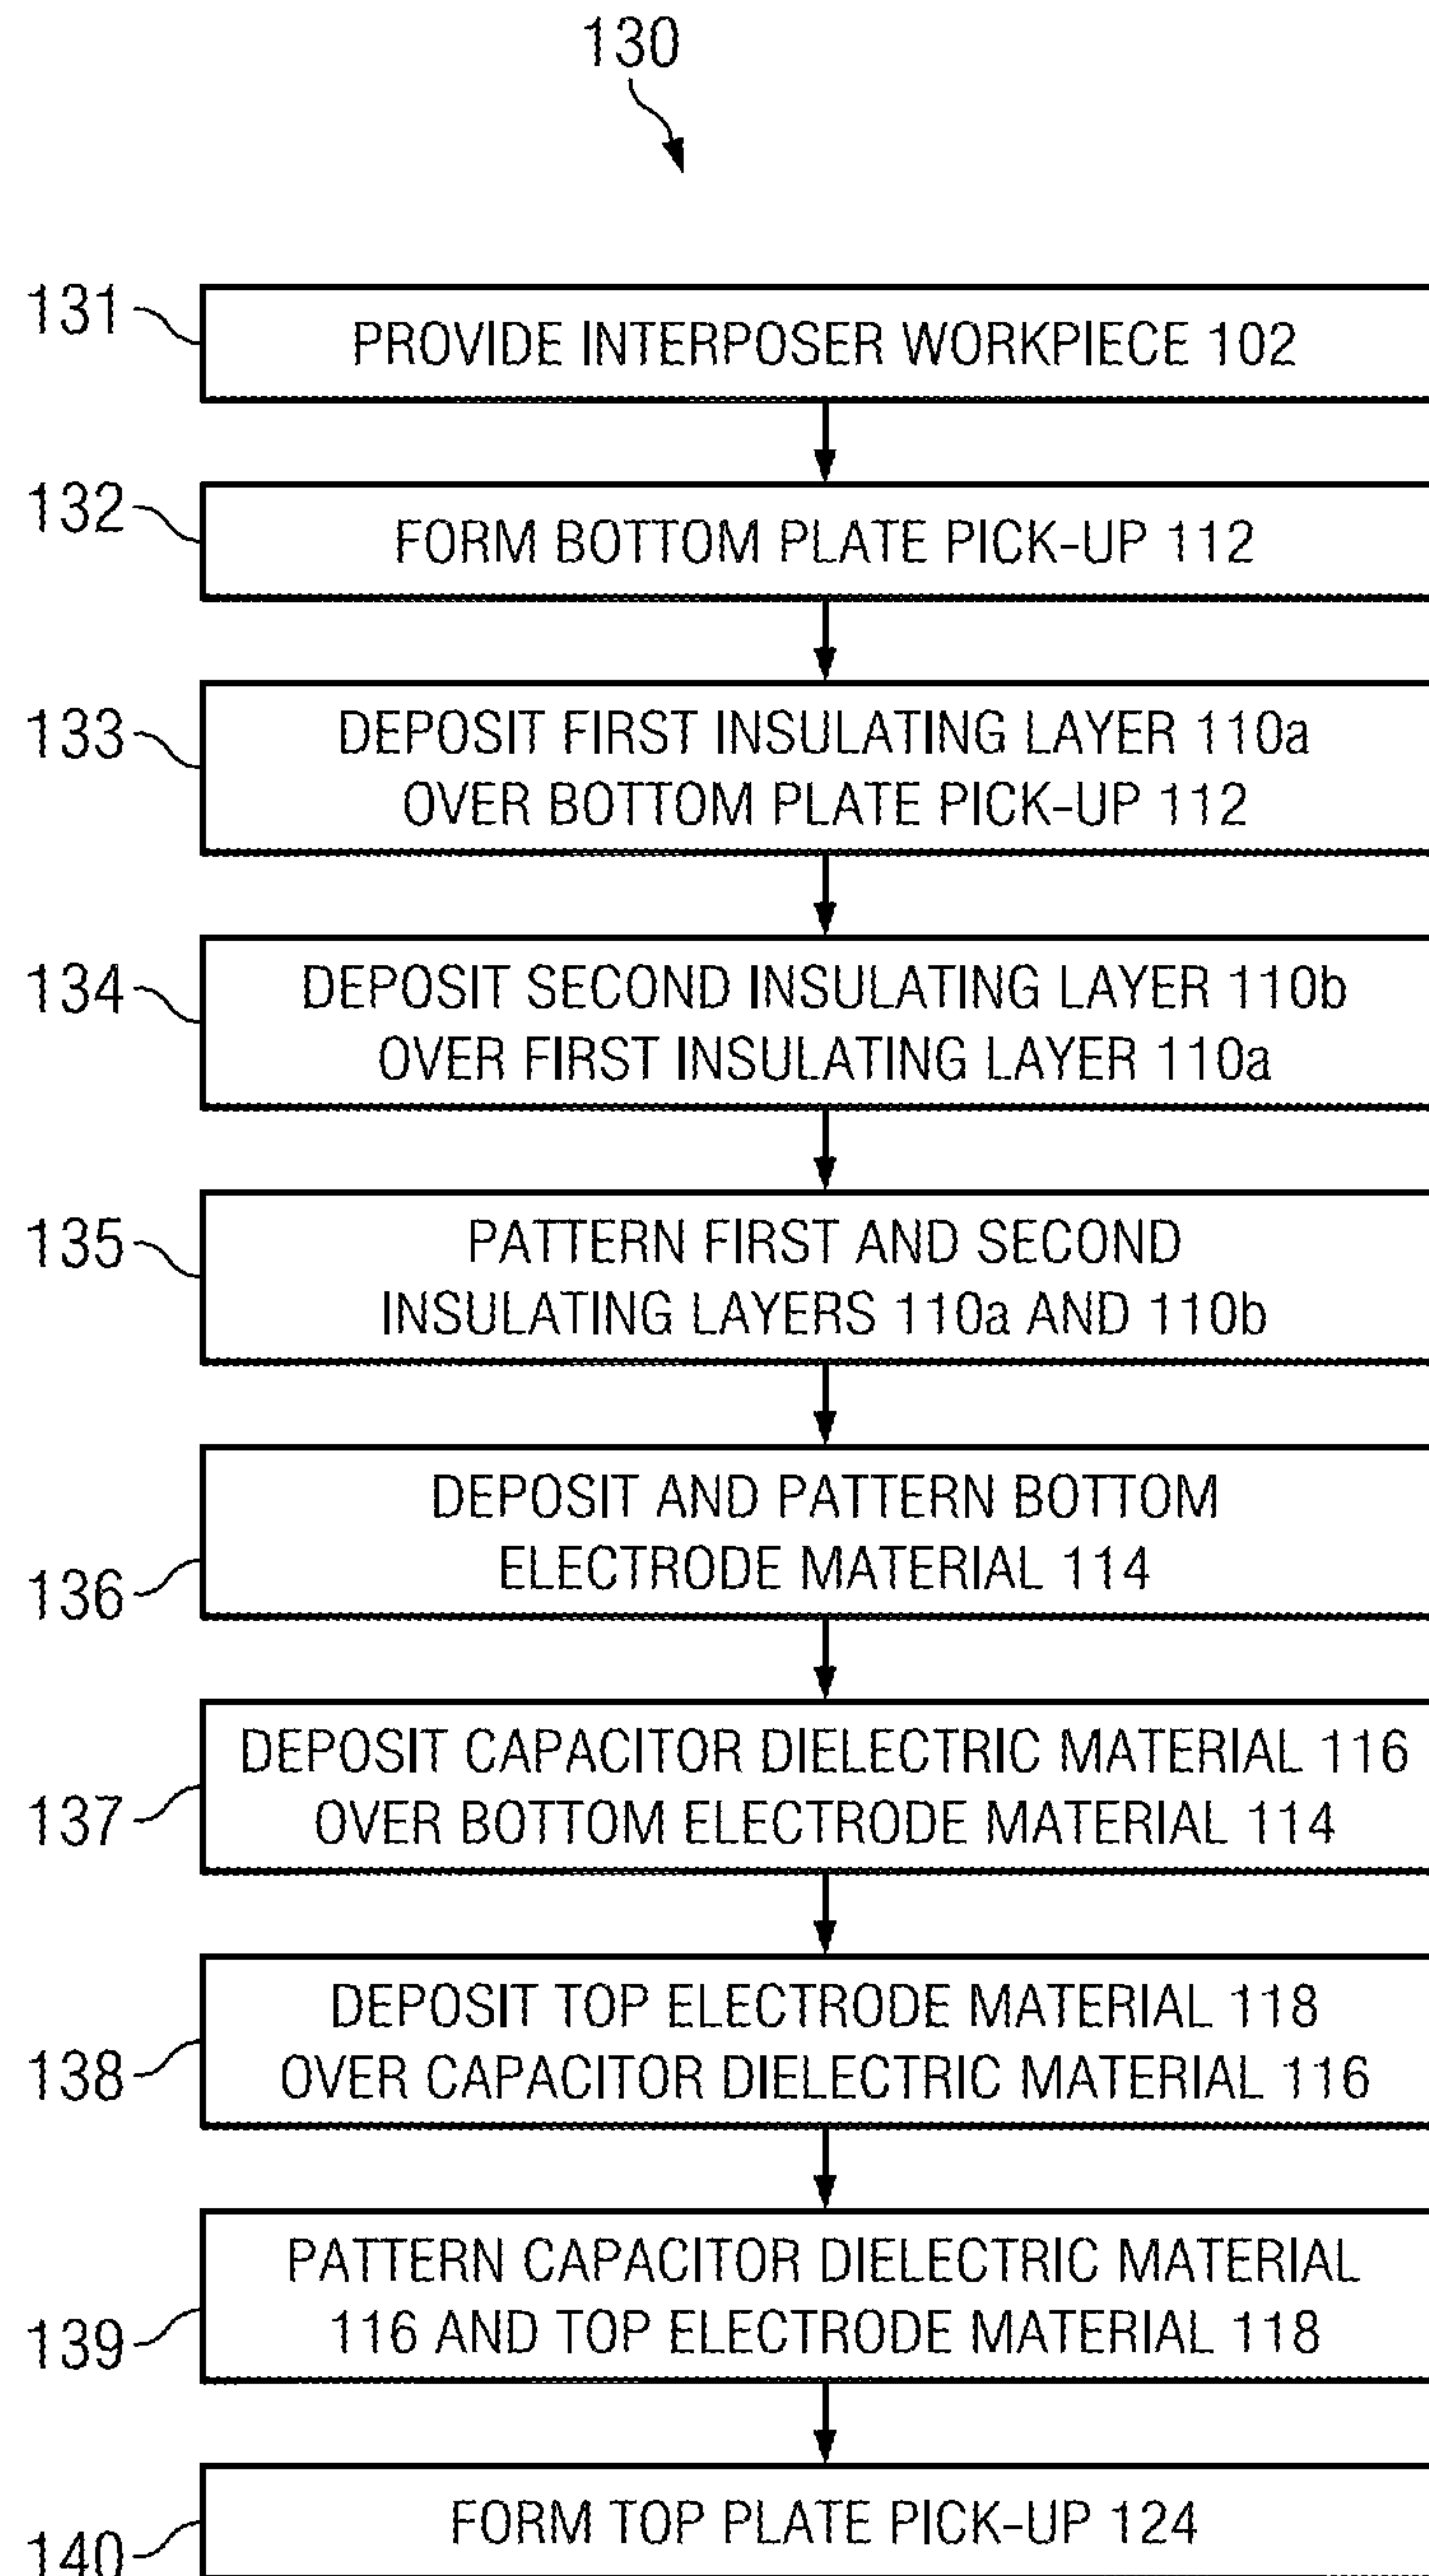 130
131
PROVIDE INTERPOSER WORKPIECE 102
132
FORM BOTTOM PLATE PICK-UP 112
133
DEPOSIT FIRST INSULATING LAYER 110a
OVER BOTTOM PLATE PICK-UP 112
134
DEPOSIT SECOND INSULATING LAYER 110b
OVER FIRST INSULATING LAYER 110a
135
PATTERN FIRST AND SECOND
INSULATING LAYERS 110a AND 110b
136
DEPOSIT AND PATTERN BOTTOM
ELECTRODE MATERIAL 114
137
DEPOSIT CAPACITOR DIELECTRIC MATERIAL 116
OVER BOTTOM ELECTRODE MATERIAL 114
138
DEPOSIT TOP ELECTRODE MATERIAL 118
OVER CAPACITOR DIELECTRIC MATERIAL 116
139
PATTERN CAPACITOR DIELECTRIC MATERIAL
116 AND TOP ELECTRODE MATERIAL 118
140
FORM TOP PLATE PICK-UP 124